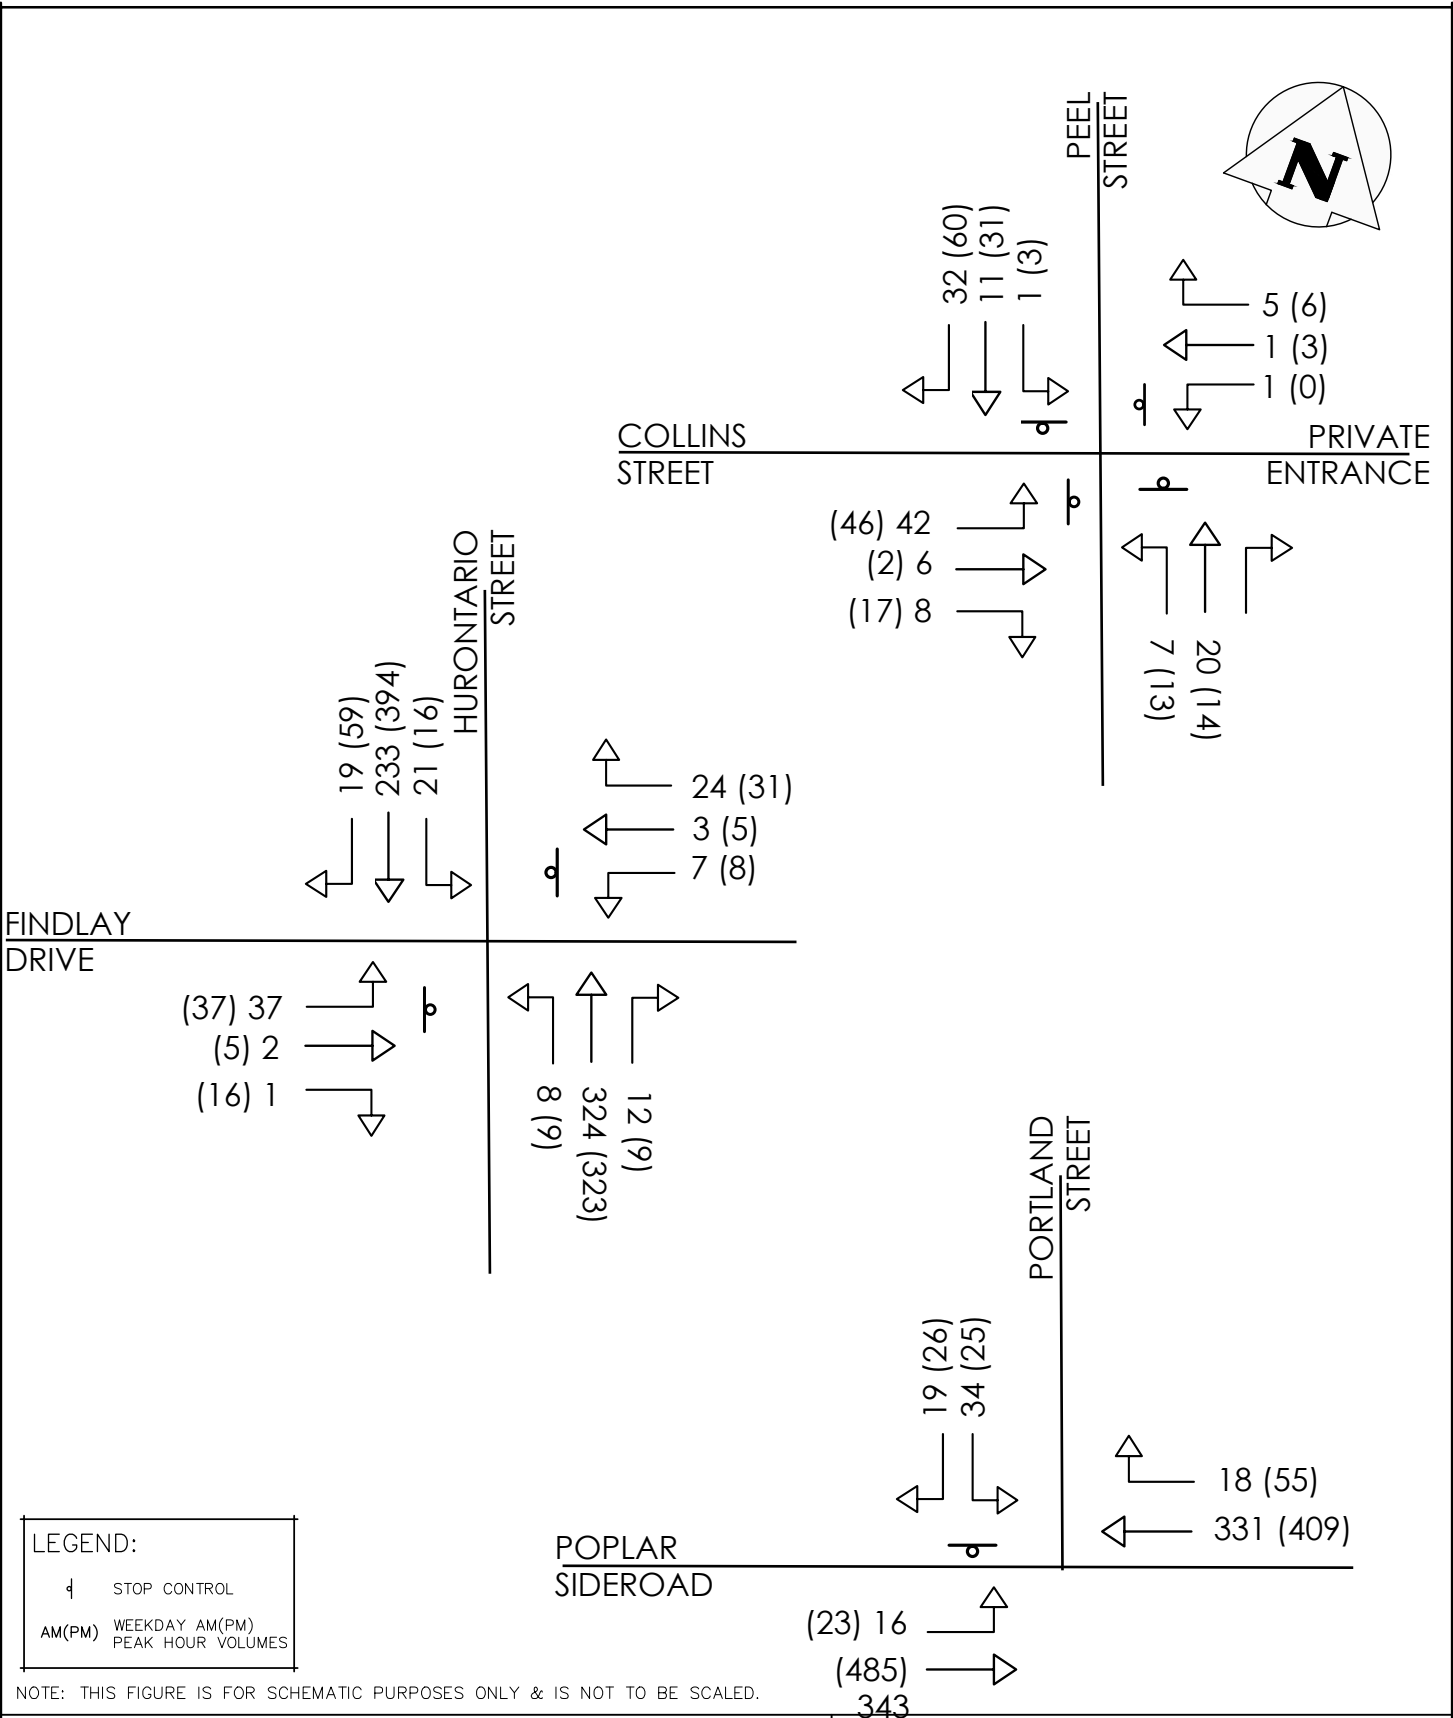 PEEL
STREET
N
32 (60)
11 (31)
1 (3)
5 (6)
1 (3)
1 (0)
COLLINS
STREET
PRIVATE
ENTRANCE
(46) 42
(2) 6
(17) 8
7 (13)
20 (14)
HURONTARIO
STREET
19 (59)
233 (394)
21 (16)
24 (31)
3 (5)
7 (8)
FINDLAY
DRIVE
(37) 37
(5) 2
(16) 1
8 (9)
324 (323)
12 (9)
PORTLAND
STREET
19 (26)
34 (25)
18 (55)
331 (409)
POPLAR
SIDEROAD
(23) 16
(485)
343
LEGEND:
STOP CONTROL
AM(PM) WEEKDAY AM(PM)
PEAK HOUR VOLUMES
NOTE: THIS FIGURE IS FOR SCHEMATIC PURPOSES ONLY & IS NOT TO BE SCALED.